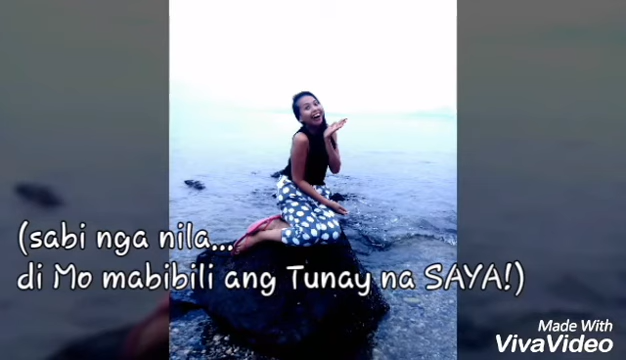 (sabi nga nila...
di Mo mabibili ang Tunay na SAYA!)
Made With
VivaVideo